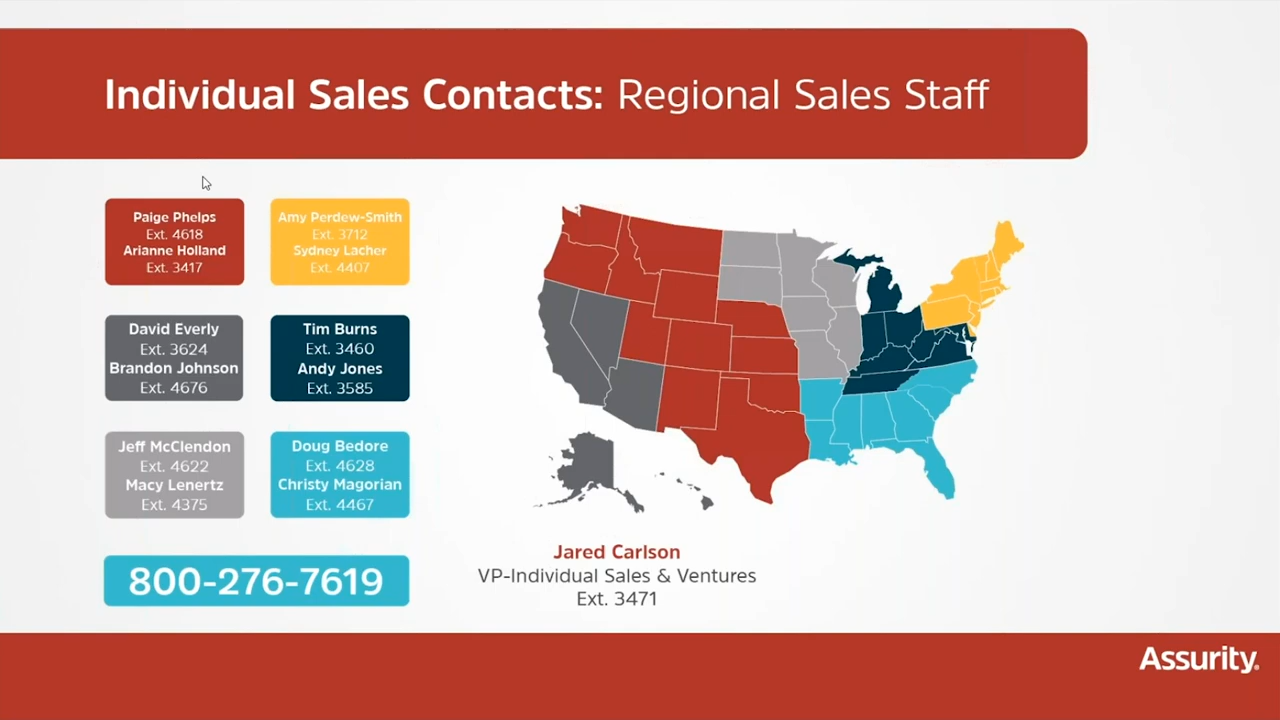 Individual Sales Contacts: Regional Sales Staff
Paige Phelps
Ext. 4618
Arianne Holland
Ext. 3417
Amy Perdew-Smith
Ext. 3712
Sydney Lacher
Ext. 4407
David Everly
Ext. 3624
Brandon Johnson
Ext. 4676
Tim Burns
Ext. 3460
Andy Jones
Ext. 3585
Jeff McClendon
Ext. 4622
Macy Lenertz
Ext. 4375
Doug Bedore
Ext. 4628
Christy Magorian
Ext. 4467
800-276-7619
Jared Carlson
VP-Individual Sales & Ventures
Ext. 3471
Assurity.